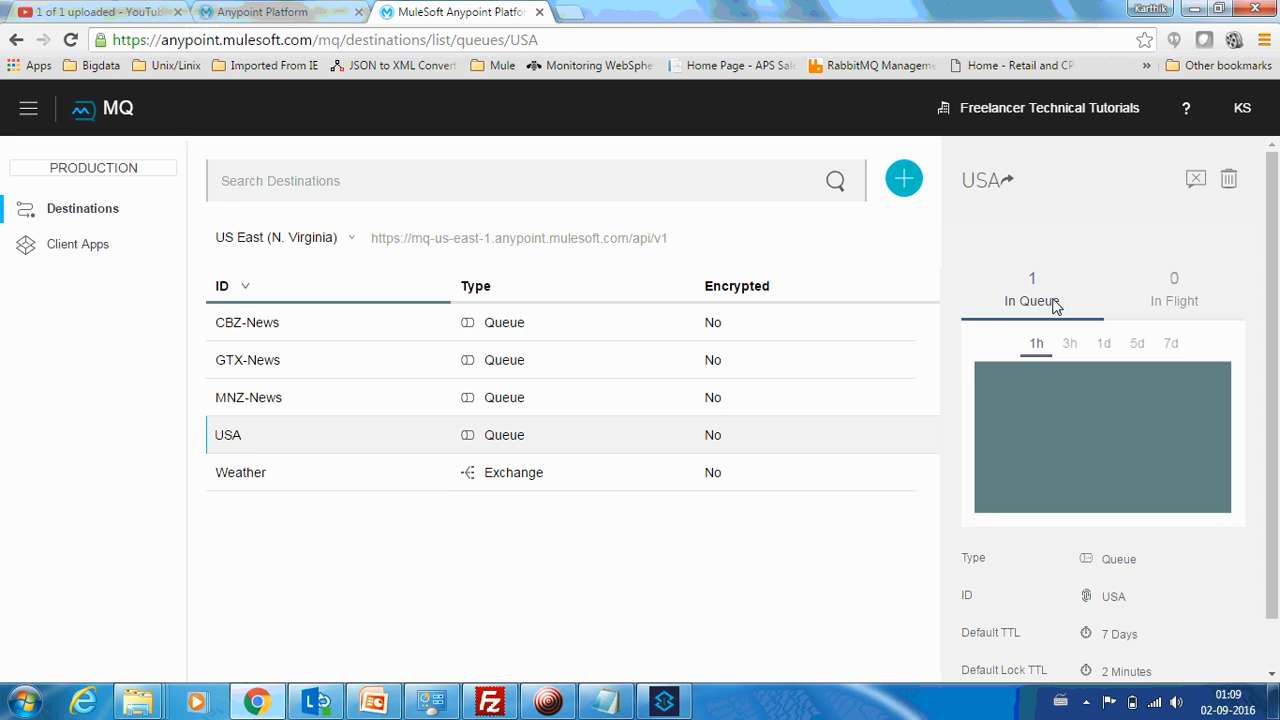 1 of 1 uploaded - YouTub
Anypoint Platform
MuleSoft Anypoint Platfor
Karthik
https://anypoint.mulesoft.com/mq/destinations/list/queues/USA
Apps
Bigdata
Unix/Linix
Imported From IE
JSON to XML Convert
Mule
Monitoring WebSphe
Home Page - APS Sale
RabbitMQ Manageme
Home - Retail and CP
»
Other bookmarks
MQ
Freelancer Technical Tutorials
?
KS
PRODUCTION
Destinations
Client Apps
Search Destinations
US East (N. Virginia)
https://mq-us-east-1.anypoint.mulesoft.com/api/v1
ID Type Encrypted
CBZ-News Queue No
GTX-News Queue No
MNZ-News Queue No
USA Queue No
Weather Exchange No
USA
1 0
In Queue In Flight
1h 3h 1d 5d 7d
Type Queue
ID USA
Default TTL 7 Days
Default Lock TTL 2 Minutes
01:09
02-09-2016